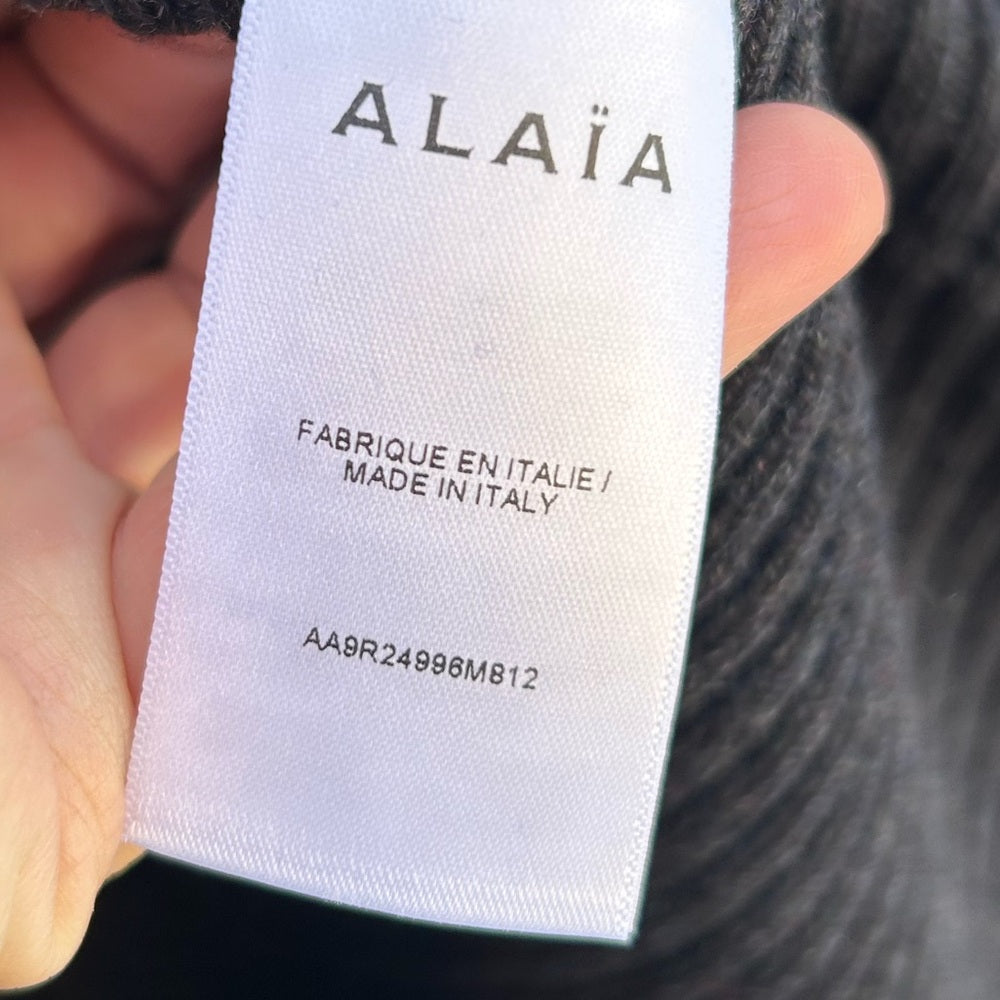 ALAÏA
FABRIQUE EN ITALIE /
MADE IN ITALY
AA9R24996M812